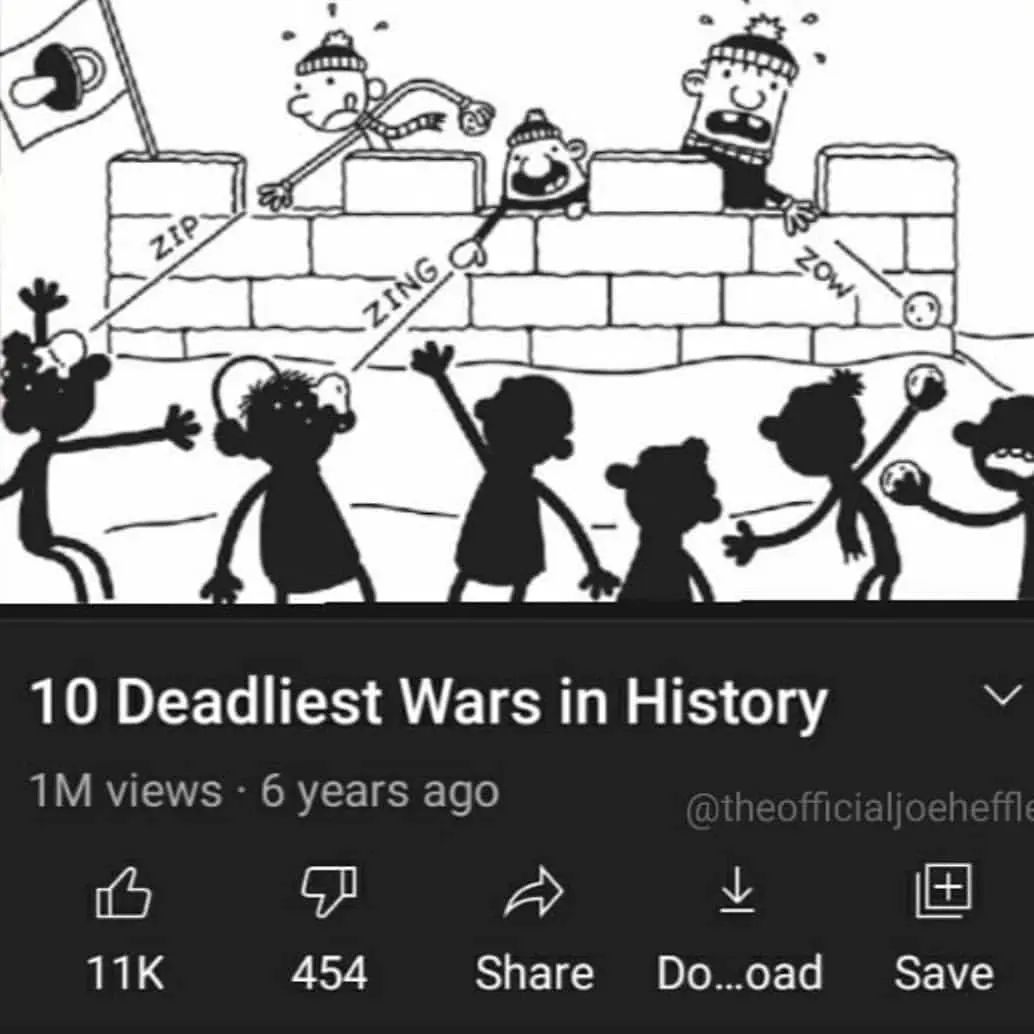 ZIP
ZING
ZOW
10 Deadliest Wars in History
1M views · 6 years ago
@theofficialjoeheffle
11K
454
Share
Do...oad
Save